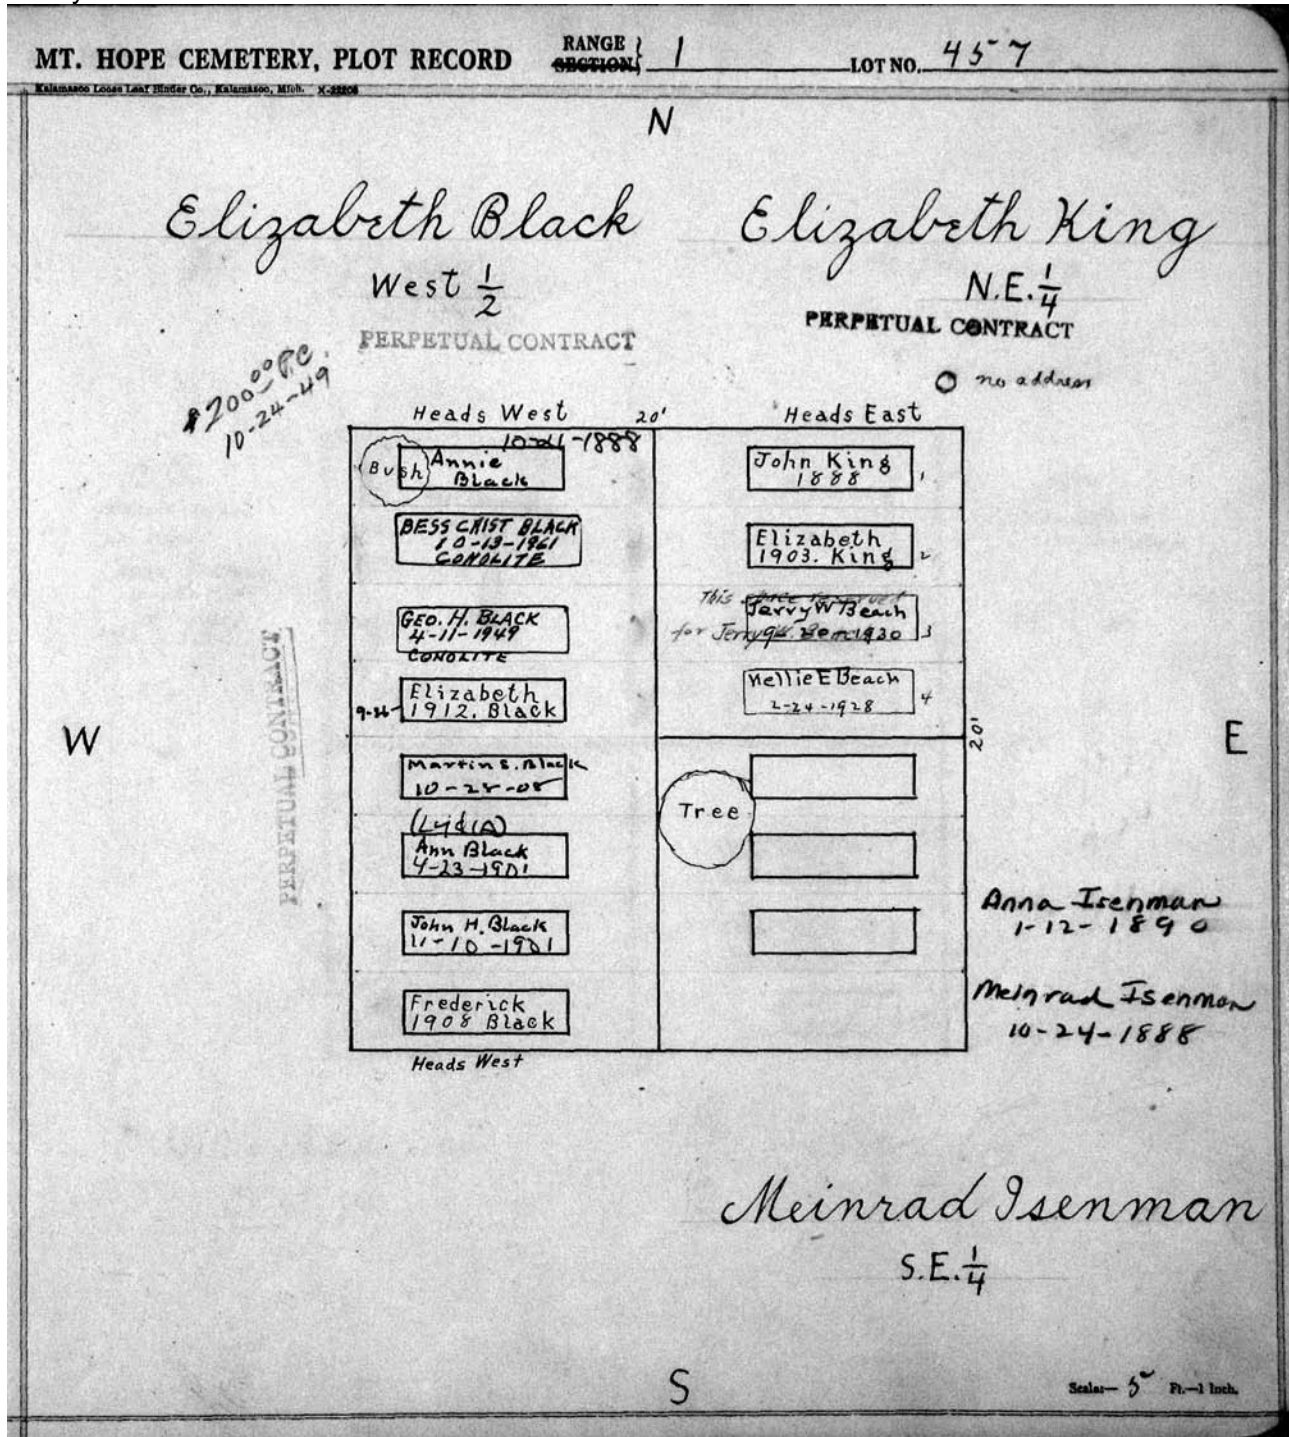 MT. HOPE CEMETERY, PLOT RECORD RANGE SECTION } 1 LOT NO. 457
Kalamazoo Loose Leaf Binder Co., Kalamazoo, Mich. X-22206
N
Elizabeth Black
West 1/2
PERPETUAL CONTRACT
Elizabeth King
N.E. 1/4
PERPETUAL CONTRACT
no address
$200.00 P.C.
10-24-49
Heads West 20' Heads East
10-21-1888
Bush
Annie
Black
BESS CRIST BLACK
10-13-1961
CONOLITE
GEO. H. BLACK
4-11-1949
CONOLITE
9-26
Elizabeth
1912. Black
Martin S. Black
10-28-08
(Lydia)
Ann Black
4-23-1901
John H. Black
11-10-1901
Frederick
1908 Black
Heads West
John King
1888 1
Elizabeth
1903. King 2
This space reserved
for Jerry W. Beach
Jerry W Beach
1930 3
Nellie E Beach
2-24-1928 4
20'
Tree
W
E
PERPETUAL CONTRACT
Anna Isenman
1-12-1890
Meinrad Isenman
10-24-1888
Meinrad Isenman
S.E. 1/4
S
Scale:— 5 Ft.—1 Inch.